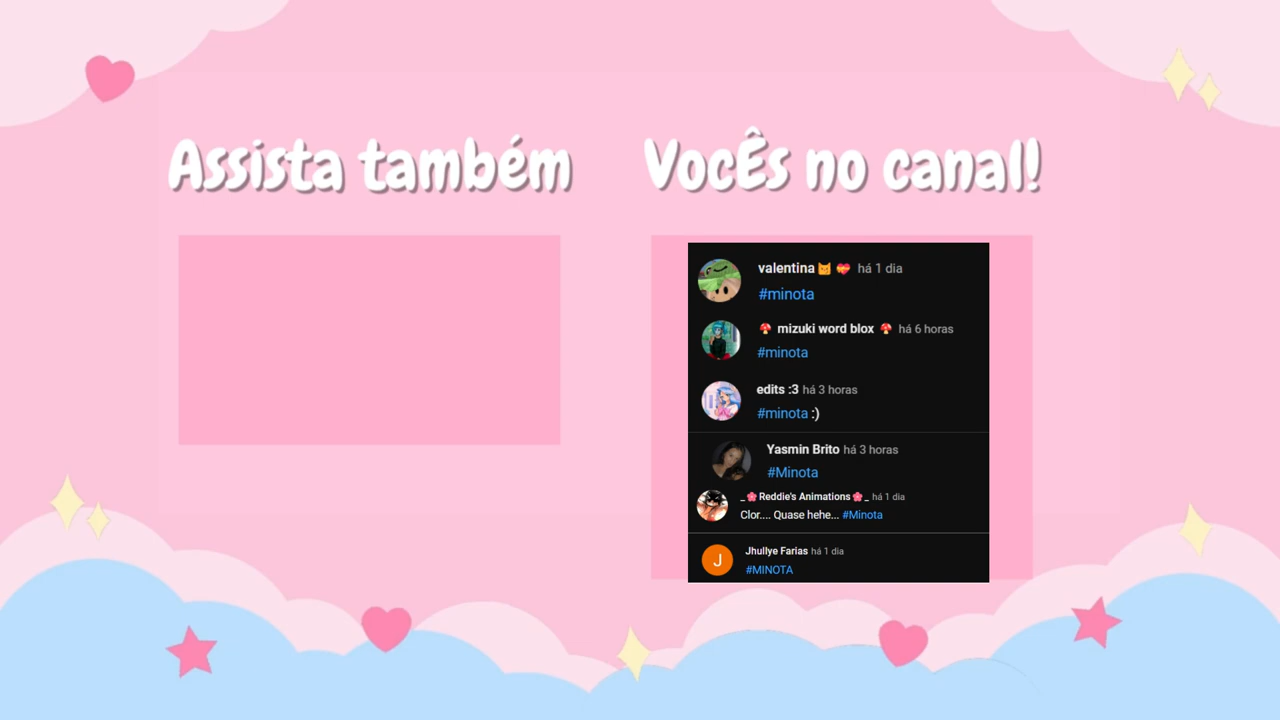 Assista também
VocÊs no canal!
valentina🐱💝 há 1 dia
#minota
🍄 mizuki word blox 🍄 há 6 horas
#minota
edits :3 há 3 horas
#minota :)
Yasmin Brito há 3 horas
#Minota
_🌸Reddie's Animations🌸_ há 1 dia
Clor.... Quase hehe... #Minota
J
Jhullye Farias há 1 dia
#MINOTA